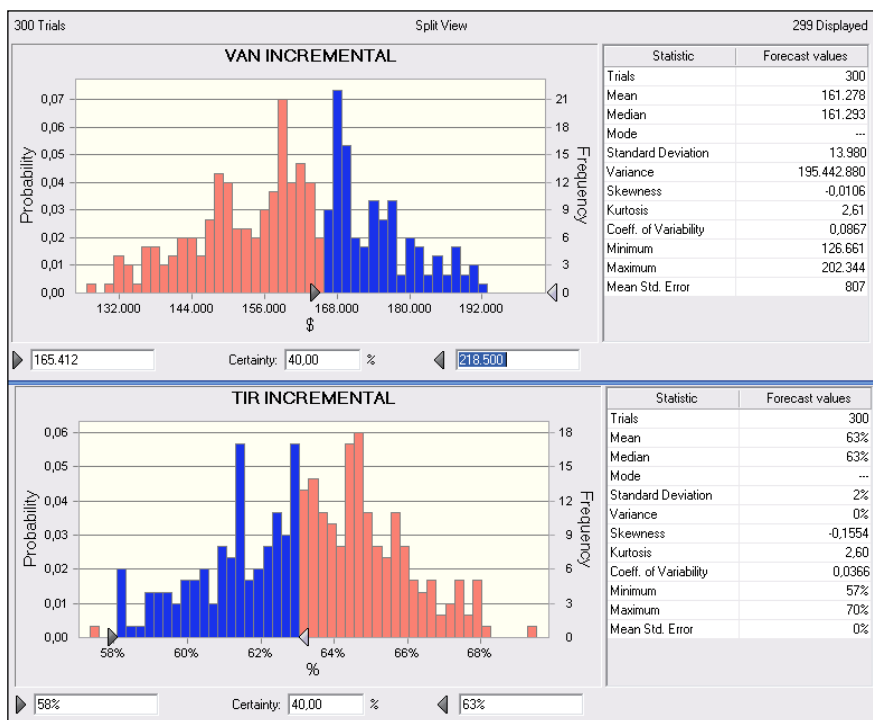 300 Trials Split View 299 Displayed
VAN INCREMENTAL
Probability
0,07
0,06
0,05
0,04
0,03
0,02
0,01
0,00
21
18
15
12
9
6
3
0
Frequency
132.000 144.000 156.000 168.000 180.000 192.000
$
165.412 Certainty: 40,00 % 218.500
Statistic Forecast values
Trials 300
Mean 161.278
Median 161.293
Mode ---
Standard Deviation 13.980
Variance 195.442.880
Skewness -0,0106
Kurtosis 2,61
Coeff. of Variability 0,0867
Minimum 126.661
Maximum 202.344
Mean Std. Error 807
TIR INCREMENTAL
Probability
0,06
0,05
0,04
0,03
0,02
0,01
0,00
18
15
12
9
6
3
0
Frequency
58% 60% 62% 64% 66% 68%
%
58% Certainty: 40,00 % 63%
Statistic Forecast values
Trials 300
Mean 63%
Median 63%
Mode ---
Standard Deviation 2%
Variance 0%
Skewness -0,1554
Kurtosis 2,60
Coeff. of Variability 0,0366
Minimum 57%
Maximum 70%
Mean Std. Error 0%